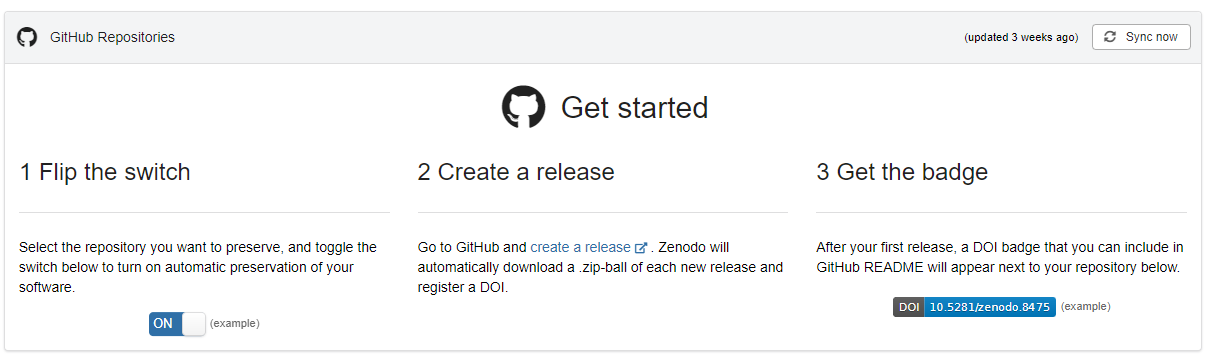 GitHub Repositories
(updated 3 weeks ago)
Sync now
Get started
1 Flip the switch
Select the repository you want to preserve, and toggle the
switch below to turn on automatic preservation of your
software.
ON
(example)
2 Create a release
Go to GitHub and create a release . Zenodo will
automatically download a .zip-ball of each new release and
register a DOI.
3 Get the badge
After your first release, a DOI badge that you can include in
GitHub README will appear next to your repository below.
DOI 10.5281/zenodo.8475
(example)